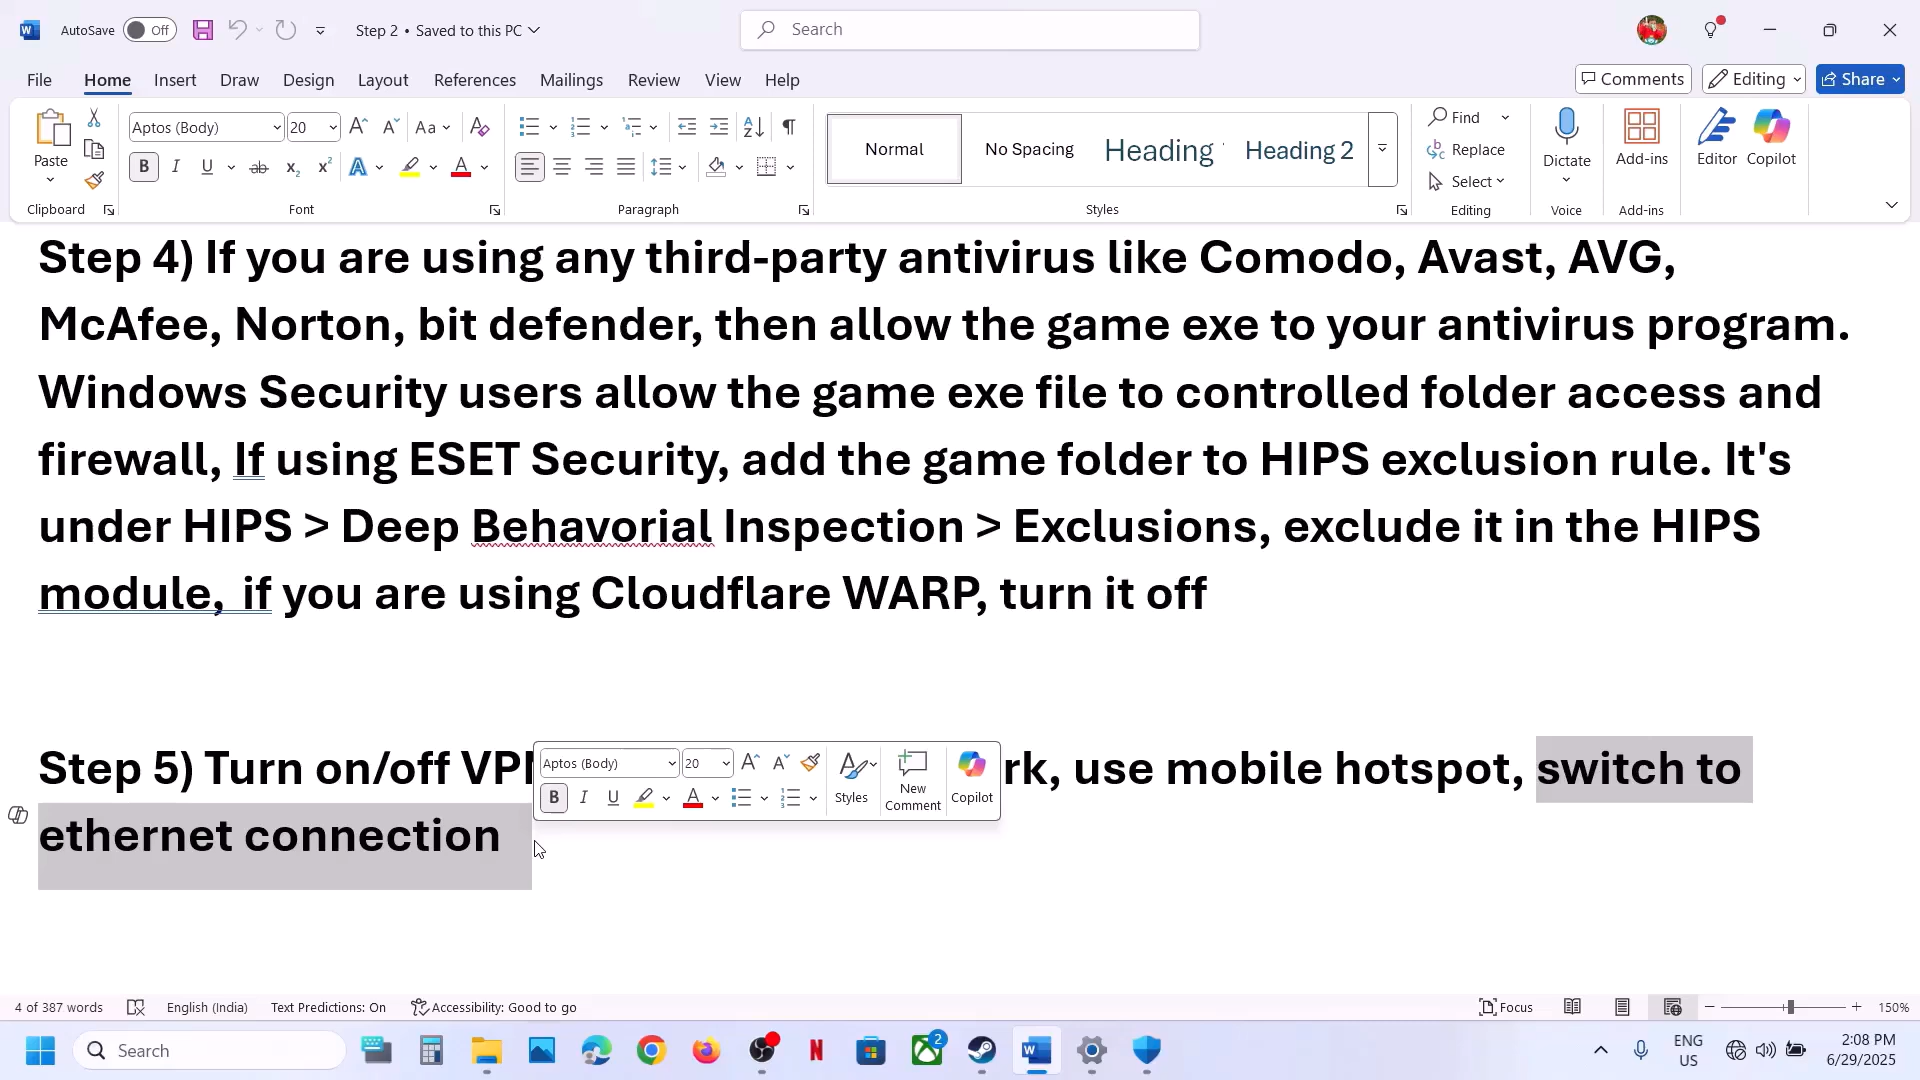 AutoSave Off Step 2 • Saved to this PC Search
File Home Insert Draw Design Layout References Mailings Review View Help Comments Editing Share
Paste Aptos (Body) 20 Aa Normal No Spacing Heading Heading 2 Find Replace Select Dictate Add-ins Editor Copilot
Clipboard Font Paragraph Styles Editing Voice Add-ins
Step 4) If you are using any third-party antivirus like Comodo, Avast, AVG,
McAfee, Norton, bit defender, then allow the game exe to your antivirus program.
Windows Security users allow the game exe file to controlled folder access and
firewall, If using ESET Security, add the game folder to HIPS exclusion rule. It's
under HIPS > Deep Behavorial Inspection > Exclusions, exclude it in the HIPS
module, if you are using Cloudflare WARP, turn it off
Step 5) Turn on/off rk, use mobile hotspot, switch to
ethernet connection
Aptos (Body) 20 Styles New Comment Copilot
4 of 387 words English (India) Text Predictions: On Accessibility: Good to go Focus 150%
Search 2 ENG US 2:08 PM 6/29/2025